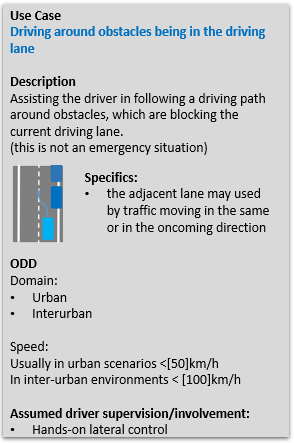 Use Case
Driving around obstacles being in the driving
lane
Description
Assisting the driver in following a driving path
around obstacles, which are blocking the
current driving lane.
(this is not an emergency situation)
Specifics:
• the adjacent lane may used
by traffic moving in the same
or in the oncoming direction
ODD
Domain:
• Urban
• Interurban
Speed:
Usually in urban scenarios <[50]km/h
In inter-urban environments < [100]km/h
Assumed driver supervision/involvement:
• Hands-on lateral control